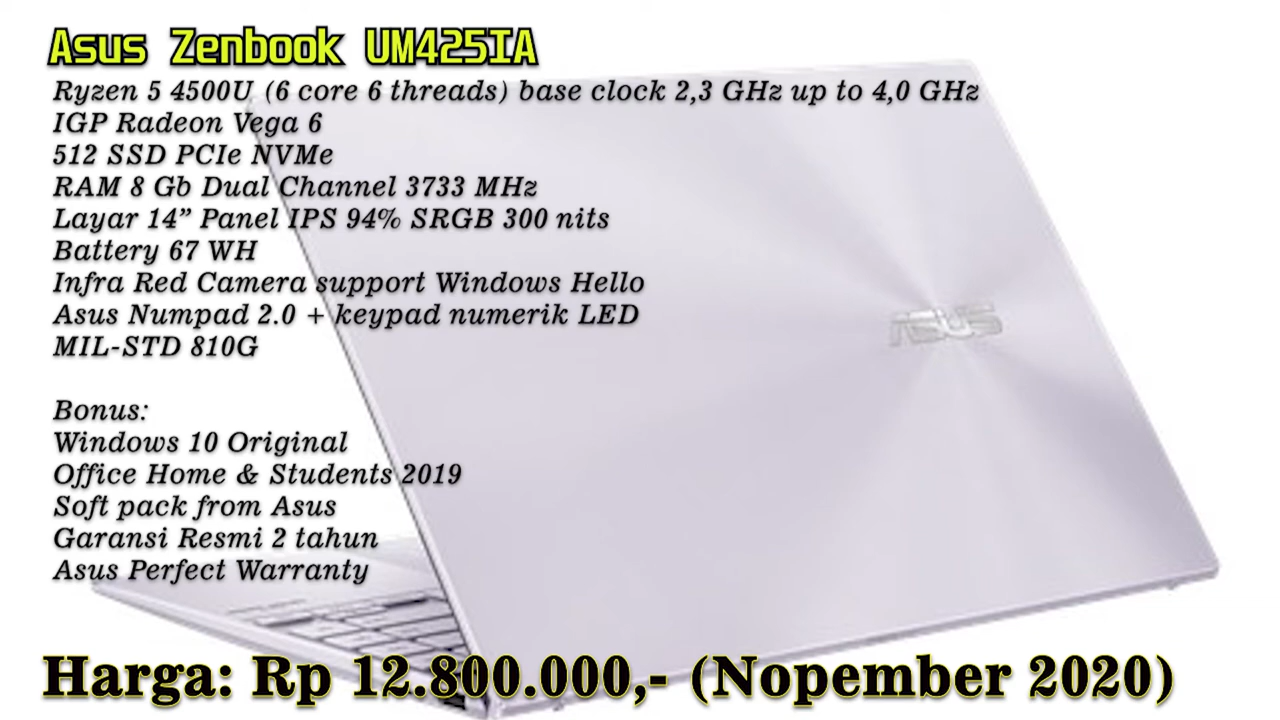 Asus Zenbook UM425IA
Ryzen 5 4500U (6 core 6 threads) base clock 2,3 GHz up to 4,0 GHz
IGP Radeon Vega 6
512 SSD PCIe NVMe
RAM 8 Gb Dual Channel 3733 MHz
Layar 14” Panel IPS 94% SRGB 300 nits
Battery 67 WH
Infra Red Camera support Windows Hello
Asus Numpad 2.0 + keypad numerik LED
ASUS
MIL-STD 810G
Bonus:
Windows 10 Original
Office Home & Students 2019
Soft pack from Asus
Garansi Resmi 2 tahun
Asus Perfect Warranty
Harga: Rp 12.800.000,- (Nopember 2020)